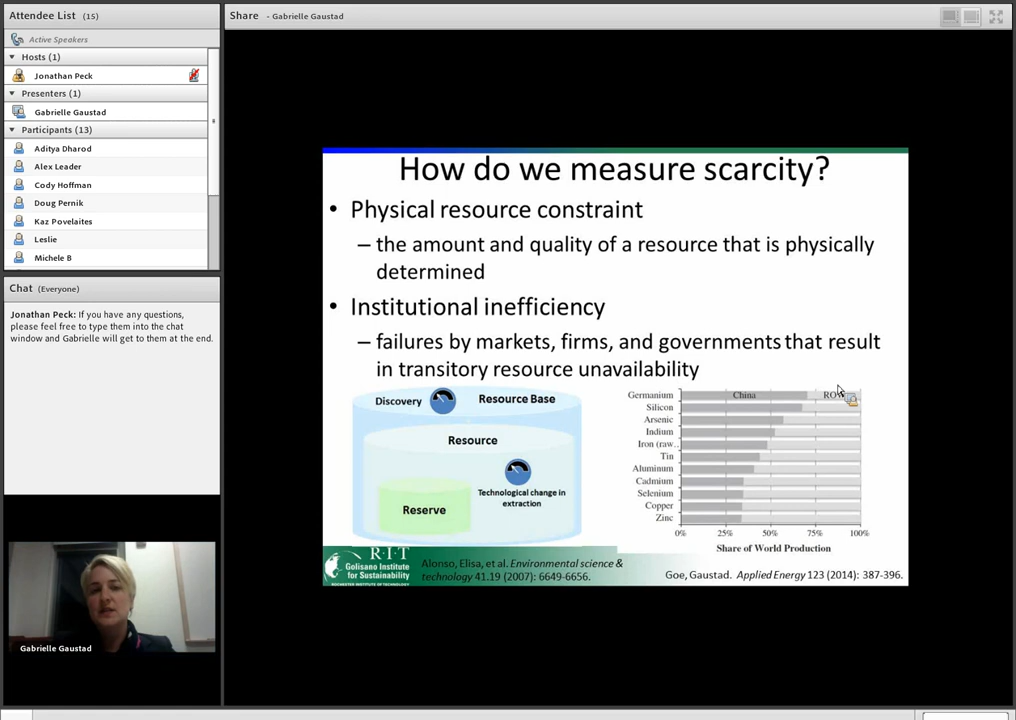 Attendee List (15)
Active Speakers
Hosts (1)
Jonathan Peck
Presenters (1)
Gabrielle Gaustad
Participants (13)
Aditya Dharod
Alex Leader
Cody Hoffman
Doug Pernik
Kaz Povelaites
Leslie
Michele B
Chat (Everyone)
Jonathan Peck: If you have any questions,
please feel free to type them into the chat
window and Gabrielle will get to them at the end.
Gabrielle Gaustad
Share - Gabrielle Gaustad
How do we measure scarcity?
• Physical resource constraint
– the amount and quality of a resource that is physically
determined
• Institutional inefficiency
– failures by markets, firms, and governments that result
in transitory resource unavailability
Discovery
Resource Base
Resource
Technological change in
extraction
Reserve
Germanium
China
Silicon
Arsenic
Indium
Iron (raw...
Tin
Aluminum
Cadmium
Selenium
Copper
Zinc
0% 25% 50% 75% 100%
Share of World Production
R·I·T
Golisano Institute
for Sustainability
ROCHESTER INSTITUTE OF TECHNOLOGY
Alonso, Elisa, et al. Environmental science &
technology 41.19 (2007): 6649-6656.
Goe, Gaustad. Applied Energy 123 (2014): 387-396.